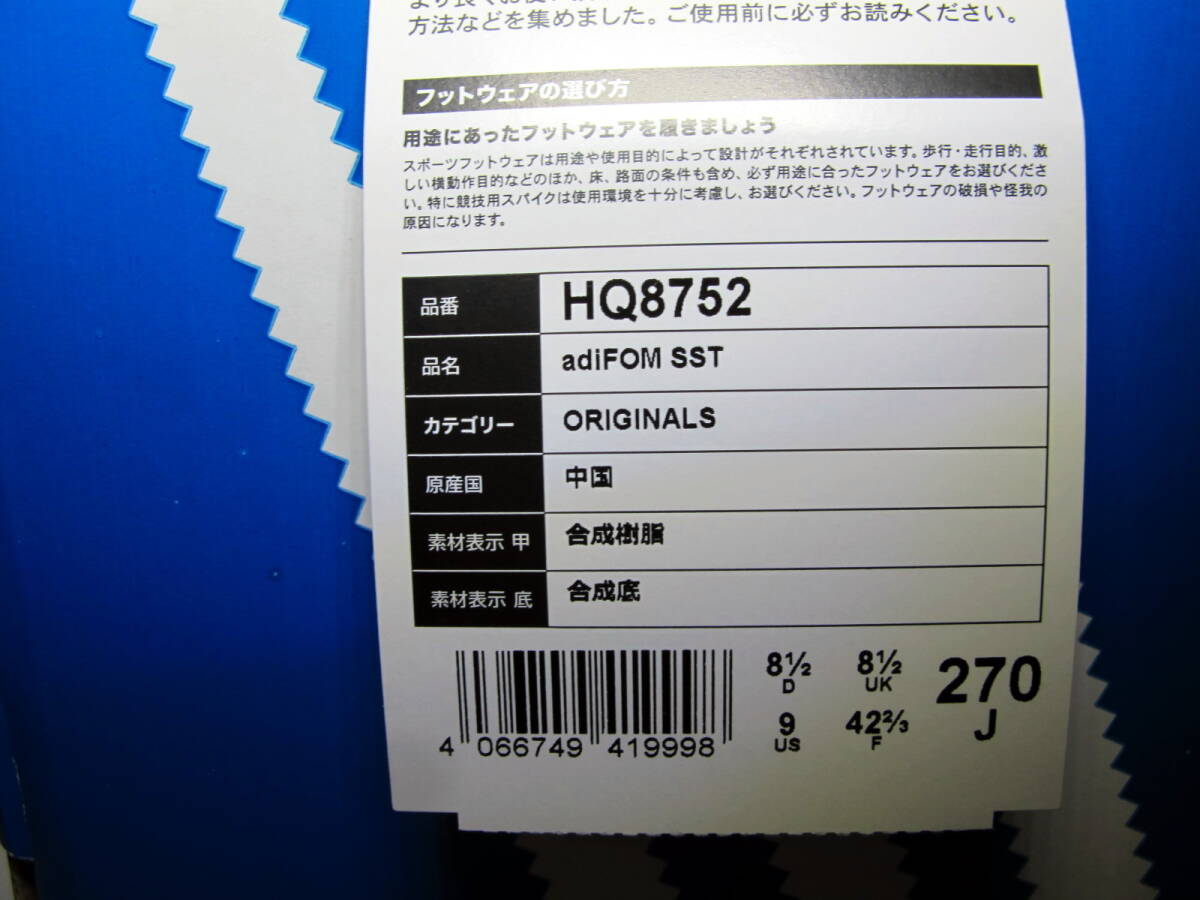 方法などを集めました。ご使用前に必ずお読みください。
フットウェアの選び方
用途にあったフットウェアを履きましょう
スポーツフットウェアは用途や使用目的によって設計がそれぞれされています。歩行・走行目的、激
しい横動作目的などのほか、床、路面の条件も含め、必ず用途に合ったフットウェアをお選びくださ
い。特に競技用スパイクは使用環境を十分に考慮し、お選びください。フットウェアの破損や怪我の
原因になります。
品番 HQ8752
品名 adiFOM SST
カテゴリー ORIGINALS
原産国 中国
素材表示 甲 合成樹脂
素材表示 底 合成底
8½ D 8½ UK 270 J
9 US 42⅔ F
4 066749 419998